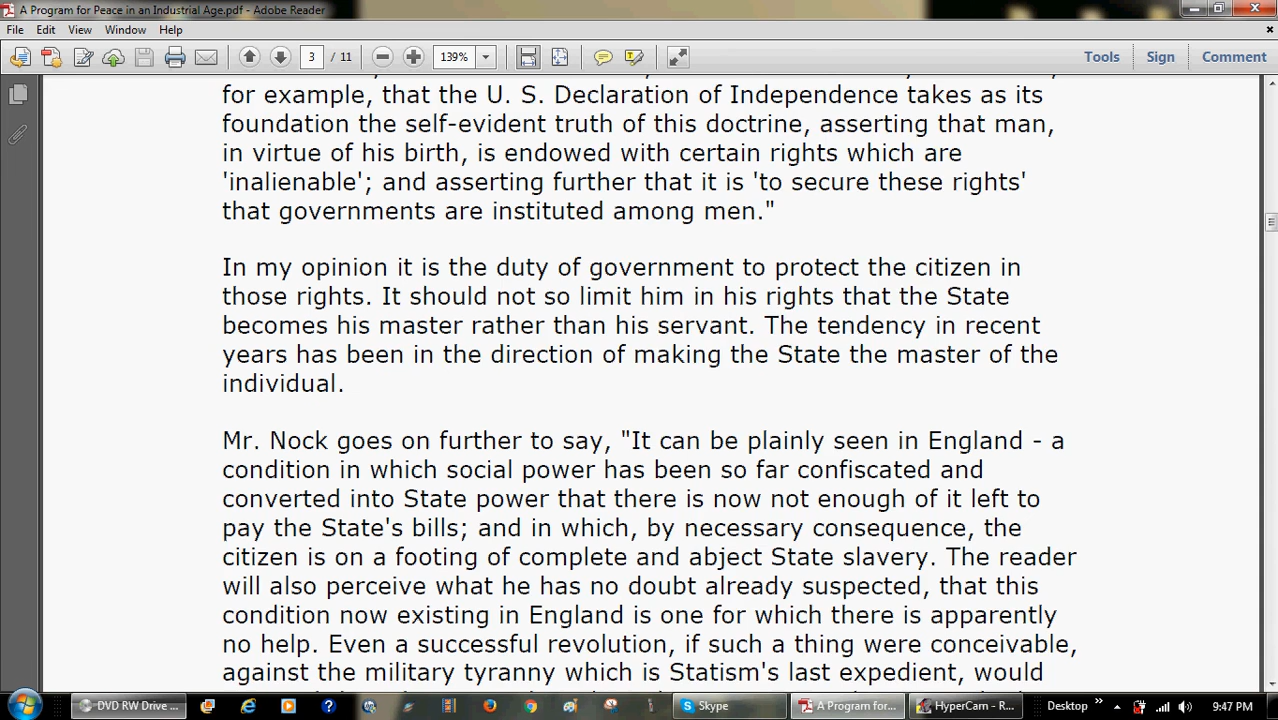 A Program for Peace in an Industrial Age.pdf - Adobe Reader
File Edit View Window Help
3 / 11 139% Tools Sign Comment
for example, that the U. S. Declaration of Independence takes as its
foundation the self-evident truth of this doctrine, asserting that man,
in virtue of his birth, is endowed with certain rights which are
'inalienable'; and asserting further that it is 'to secure these rights'
that governments are instituted among men."
In my opinion it is the duty of government to protect the citizen in
those rights. It should not so limit him in his rights that the State
becomes his master rather than his servant. The tendency in recent
years has been in the direction of making the State the master of the
individual.
Mr. Nock goes on further to say, "It can be plainly seen in England - a
condition in which social power has been so far confiscated and
converted into State power that there is now not enough of it left to
pay the State's bills; and in which, by necessary consequence, the
citizen is on a footing of complete and abject State slavery. The reader
will also perceive what he has no doubt already suspected, that this
condition now existing in England is one for which there is apparently
no help. Even a successful revolution, if such a thing were conceivable,
against the military tyranny which is Statism's last expedient, would
DVD RW Drive ... Skype A Program for... HyperCam - R... Desktop » 9:47 PM